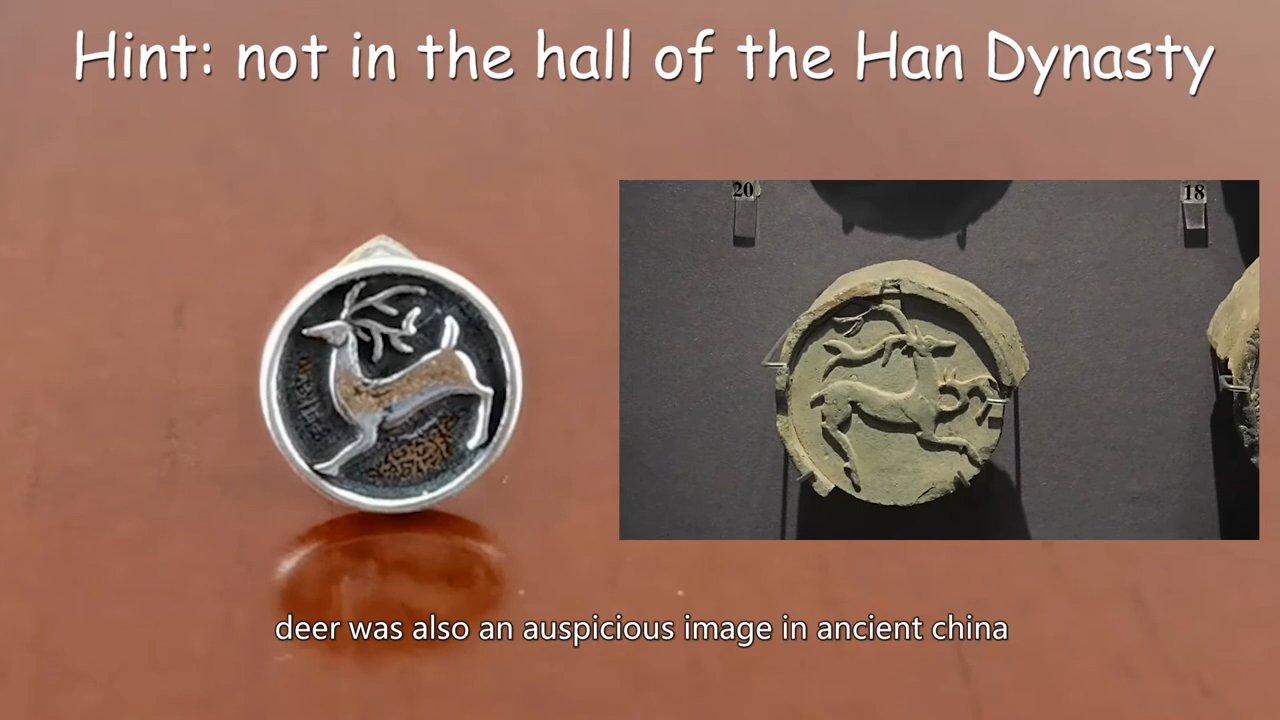 Hint: not in the hall of the Han Dynasty
20
18
deer was also an auspicious image in ancient china